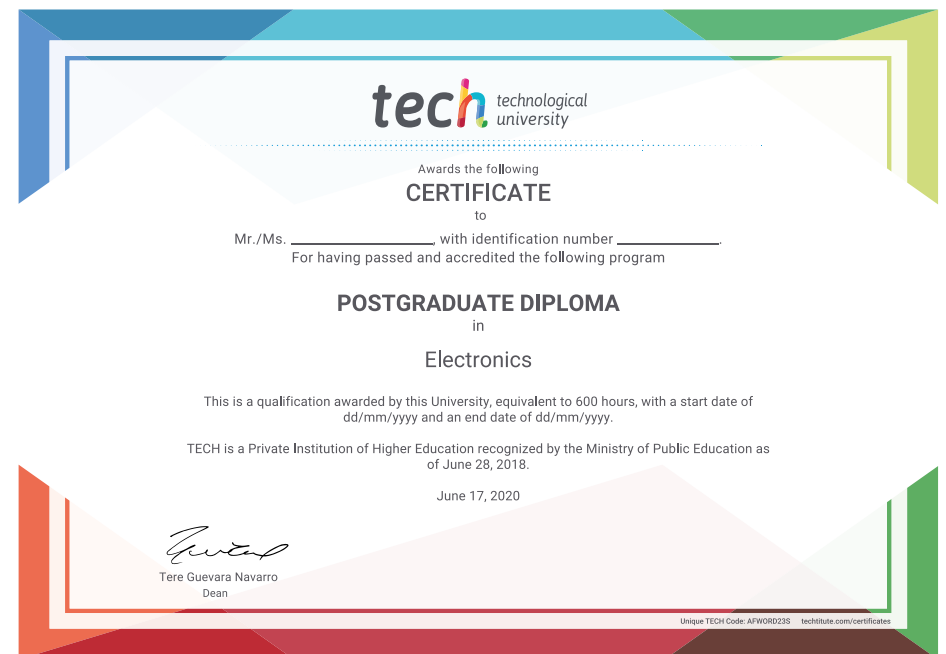 tech technological
university
Awards the following
CERTIFICATE
to
Mr./Ms. ________________, with identification number ____________.
For having passed and accredited the following program
POSTGRADUATE DIPLOMA
in
Electronics
This is a qualification awarded by this University, equivalent to 600 hours, with a start date of
dd/mm/yyyy and an end date of dd/mm/yyyy.
TECH is a Private Institution of Higher Education recognized by the Ministry of Public Education as
of June 28, 2018.
June 17, 2020
Tere Guevara Navarro
Dean
Unique TECH Code: AFWORD23S techtitute.com/certificates